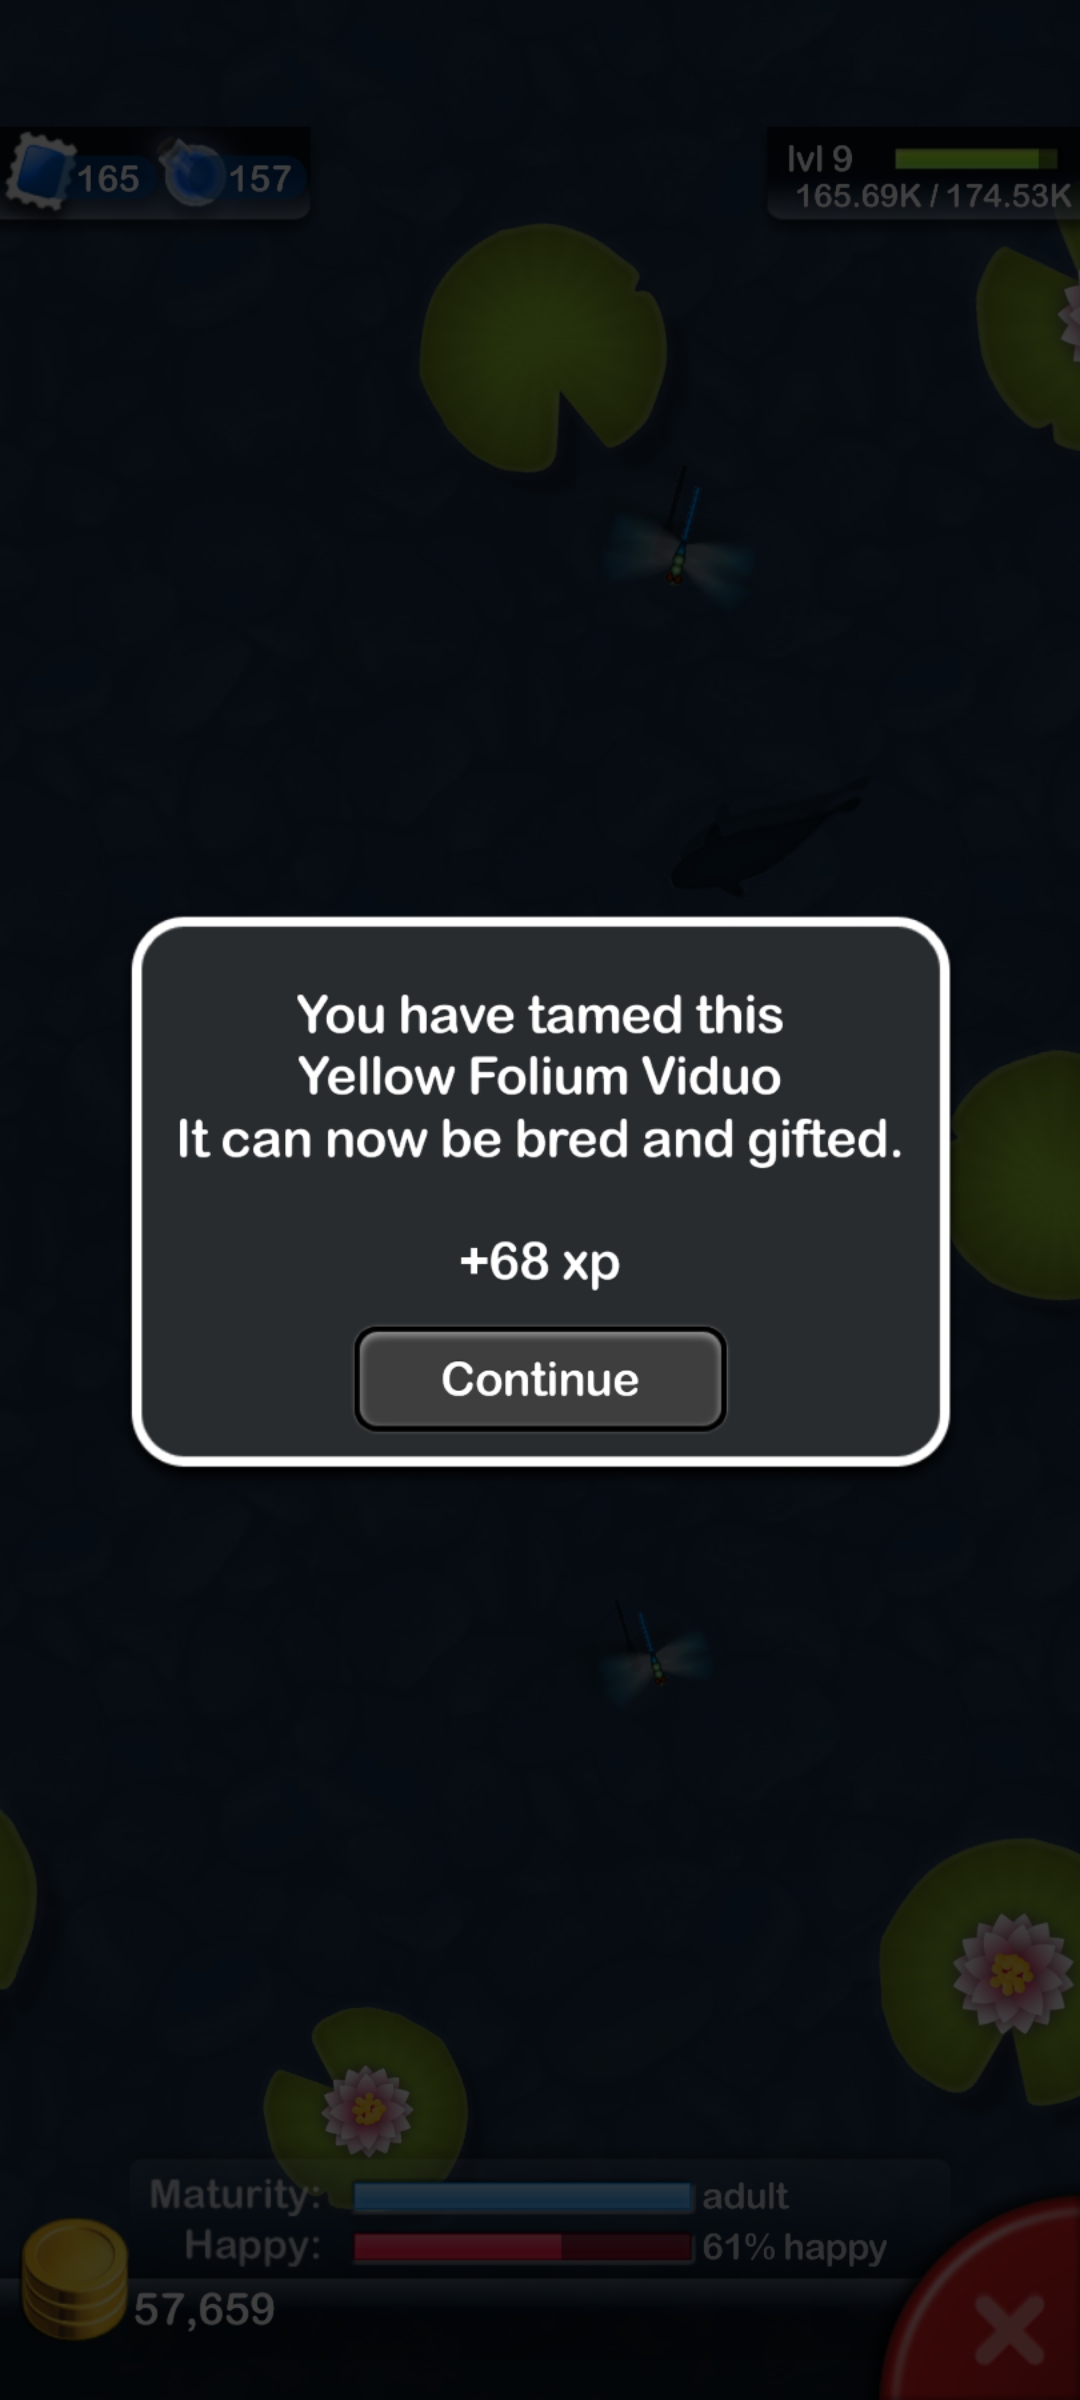 165 157
lvl 9
165.69K / 174.53K
You have tamed this
Yellow Folium Viduo
It can now be bred and gifted.
+68 xp
Continue
Maturity: adult
Happy: 61% happy
57,659